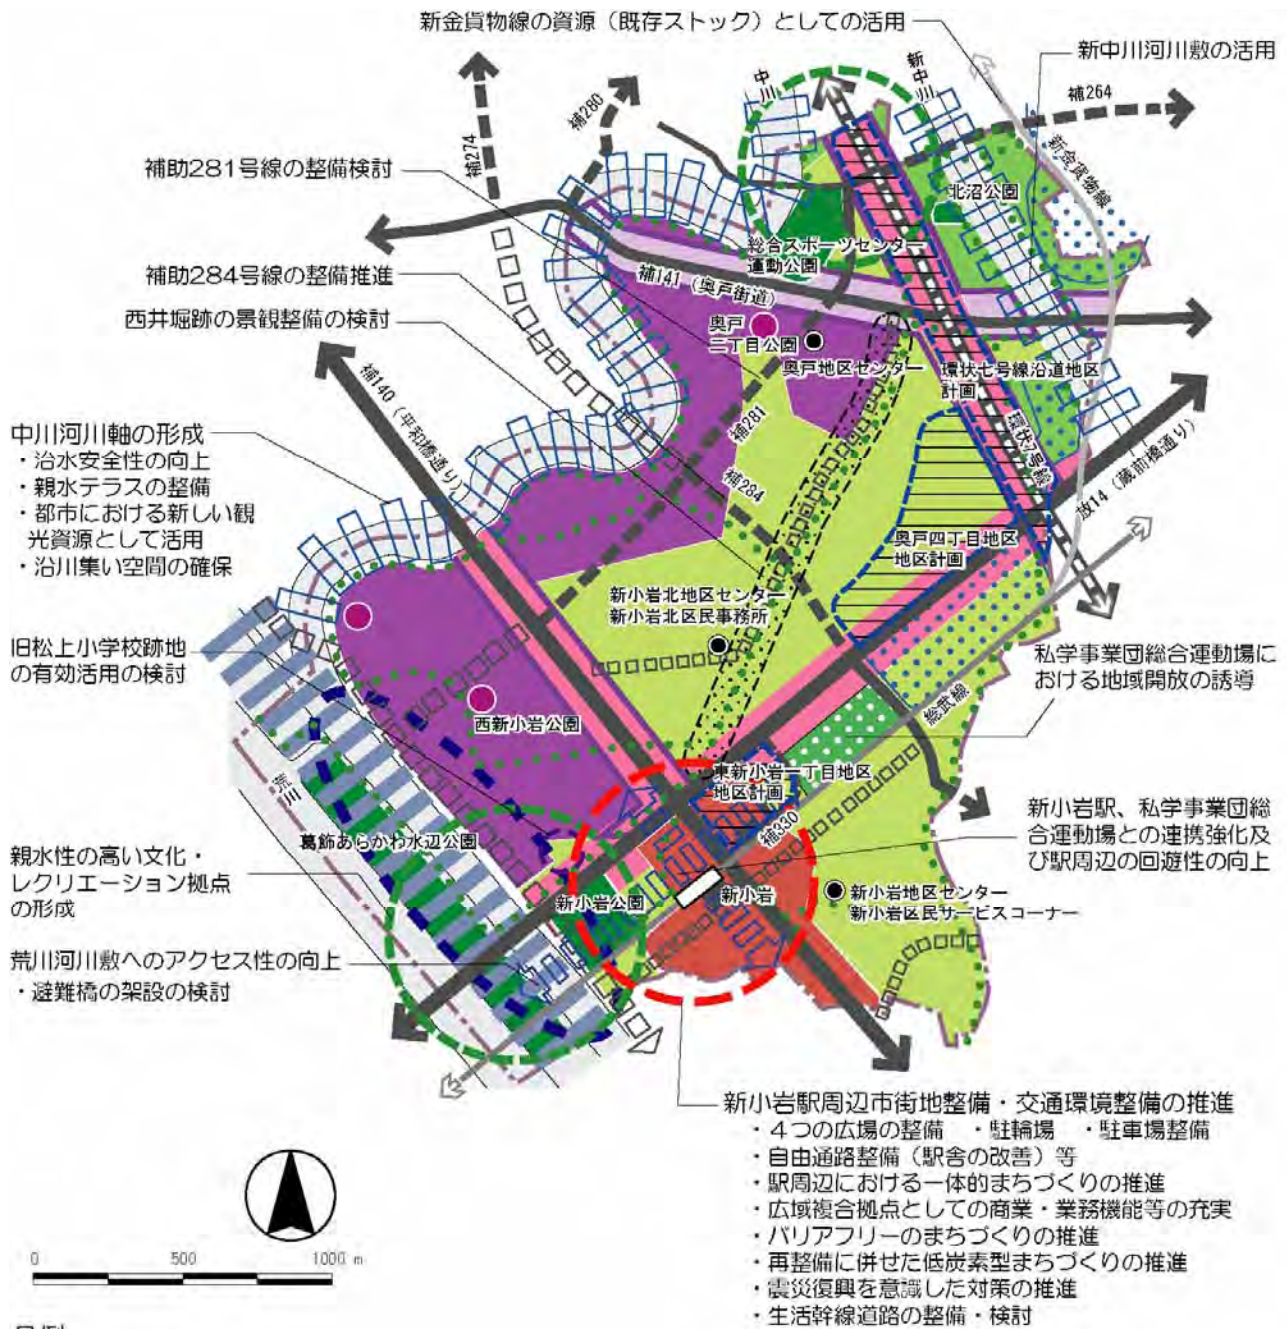 新金貨物線の資源（既存ストック）としての活用
新中川河川敷の活用
中川
新中川
補274
補280
補264
新金貨物線
補助281号線の整備検討
北沼公園
総合スポーツセンター
運動公園
補助284号線の整備推進
補141（奥戸街道）
西井堀跡の景観整備の検討
奥戸
二丁目公園
奥戸地区センター
環状七号線沿道地区
計画
補140（平和橋通り）
環状7号線
放14（蔵前橋通り）
補281
補284
中川河川軸の形成
・治水安全性の向上
・親水テラスの整備
・都市における新しい観
光資源として活用
・沿川集い空間の確保
奥戸四丁目地区
地区計画
新小岩北地区センター
新小岩北区民事務所
旧松上小学校跡地
の有効活用の検討
私学事業団総合運動場に
おける地域開放の誘導
総武線
西新小岩公園
荒川
東新小岩一丁目地区
地区計画
補330
新小岩駅、私学事業団総
合運動場との連携強化及
び駅周辺の回遊性の向上
葛飾あらかわ水辺公園
親水性の高い文化・
レクリエーション拠点
の形成
新小岩公園
新小岩
新小岩地区センター
新小岩区民サービスコーナー
荒川河川敷へのアクセス性の向上
・避難橋の架設の検討
新小岩駅周辺市街地整備・交通環境整備の推進
・４つの広場の整備　・駐輪場　・駐車場整備
・自由通路整備（駅舎の改善）等
・駅周辺における一体的まちづくりの推進
・広域複合拠点としての商業・業務機能等の充実
・バリアフリーのまちづくりの推進
・再整備に併せた低炭素型まちづくりの推進
・震災復興を意識した対策の推進
・生活幹線道路の整備・検討
0 500 1000 m